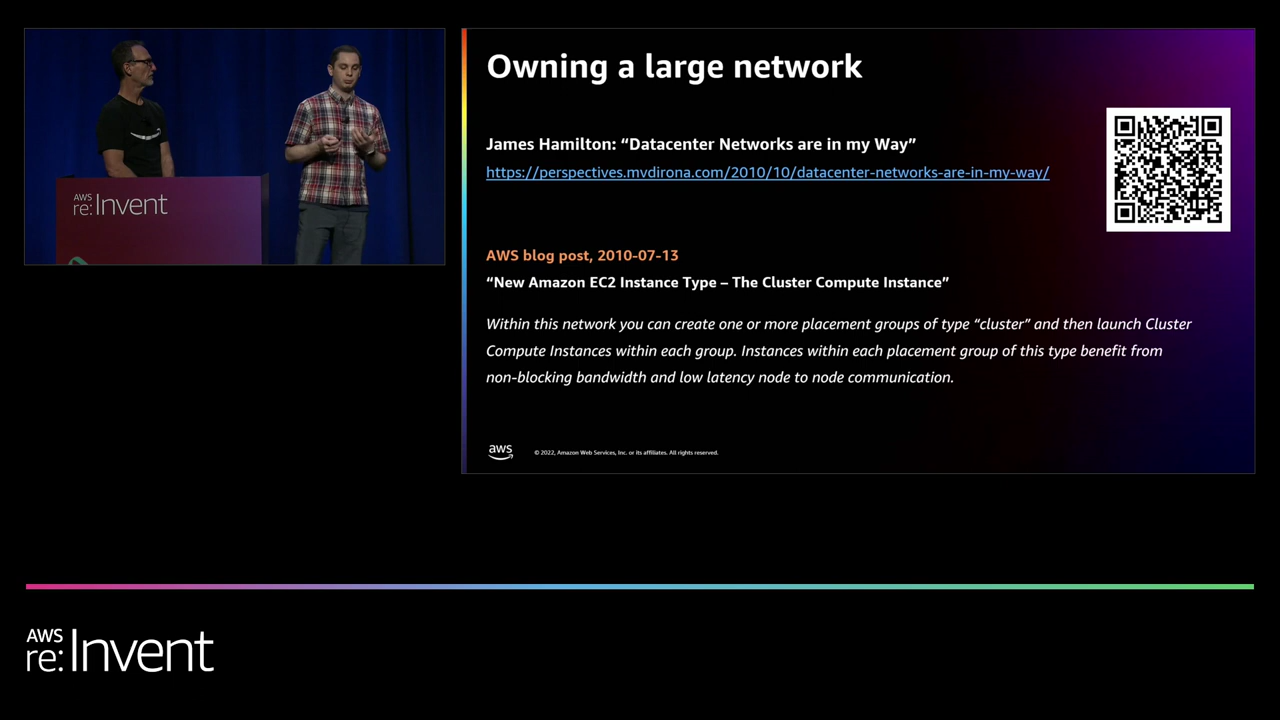 AWS
re:Invent
Owning a large network
James Hamilton: “Datacenter Networks are in my Way”
https://perspectives.mvdirona.com/2010/10/datacenter-networks-are-in-my-way/
AWS blog post, 2010-07-13
“New Amazon EC2 Instance Type – The Cluster Compute Instance”
Within this network you can create one or more placement groups of type “cluster” and then launch Cluster
Compute Instances within each group. Instances within each placement group of this type benefit from
non-blocking bandwidth and low latency node to node communication.
aws
© 2022, Amazon Web Services, Inc. or its affiliates. All rights reserved.
AWS
re:Invent